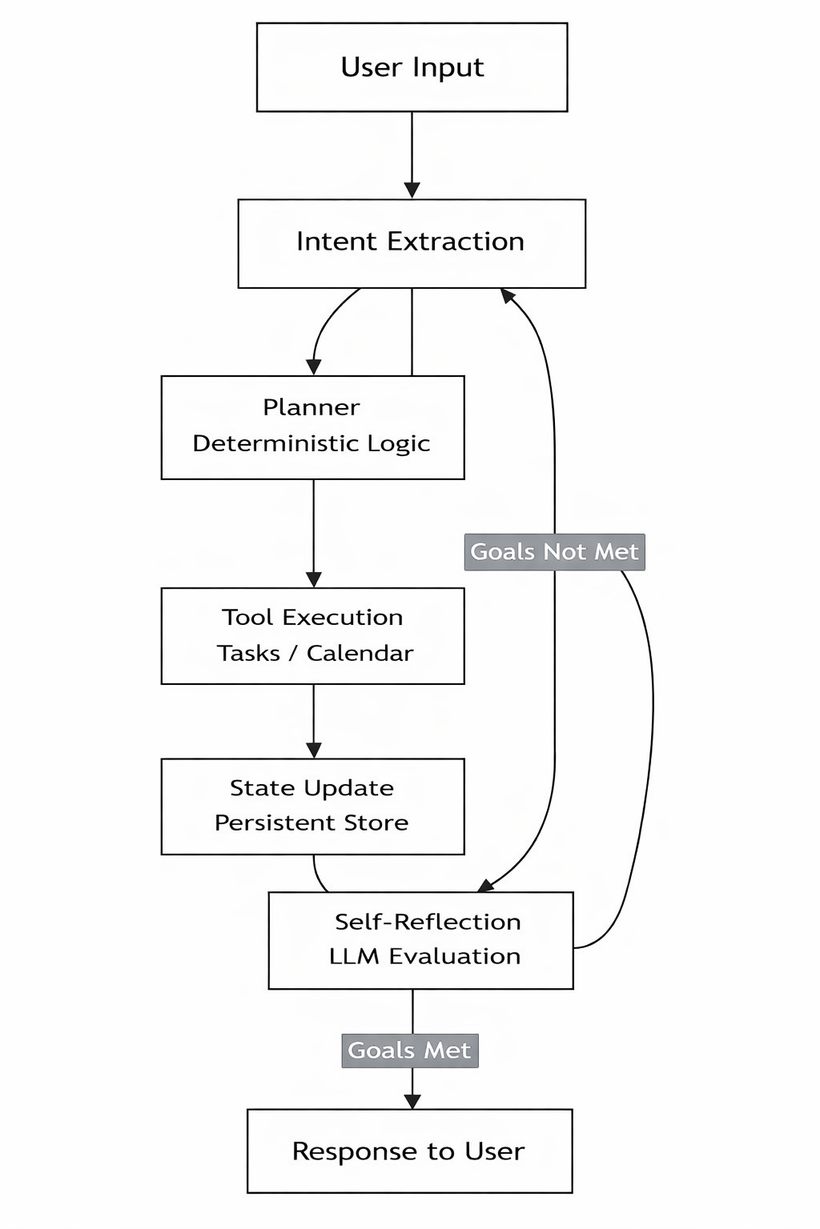 User Input
Intent Extraction
Planner
Deterministic Logic
Goals Not Met
Tool Execution
Tasks / Calendar
State Update
Persistent Store
Self-Reflection
LLM Evaluation
Goals Met
Response to User